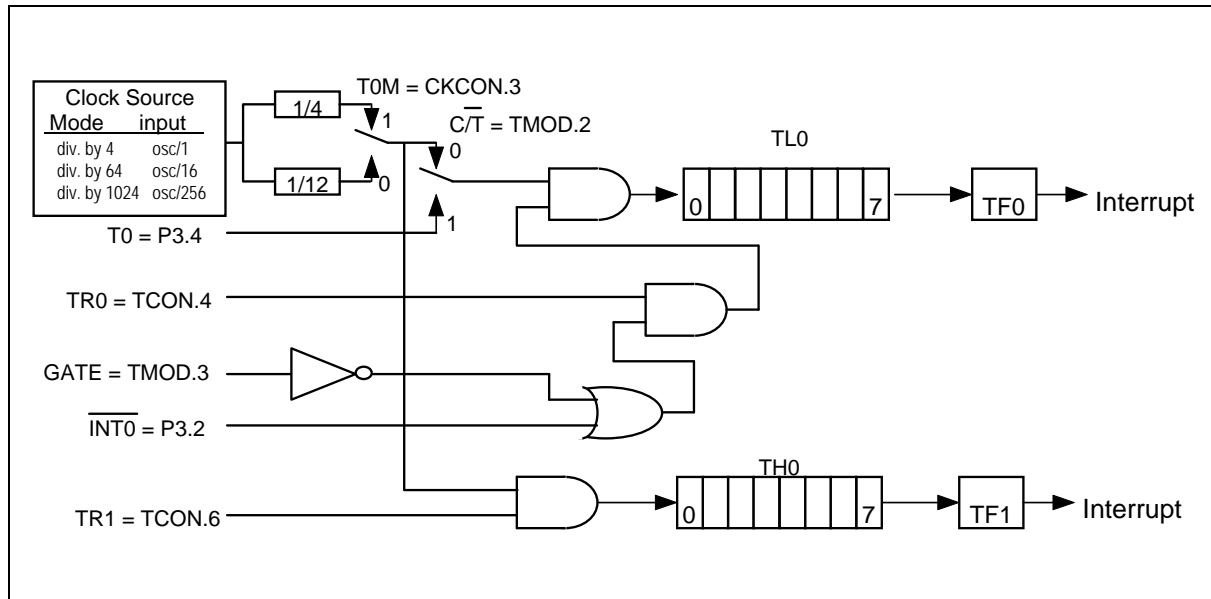 Clock Source
Mode input
div. by 4 osc/1
div. by 64 osc/16
div. by 1024 osc/256
1/4
1/12
T0M = CKCON.3
1
0
C/T̅ = TMOD.2
0
1
T0 = P3.4
TL0
0 7
TF0
Interrupt
TR0 = TCON.4
GATE = TMOD.3
I̅N̅T̅0̅ = P3.2
TH0
0 7
TF1
Interrupt
TR1 = TCON.6